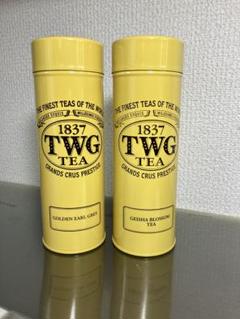 THE FINEST TEAS OF THE WORLD
1837
TWG
TEA
GRANDS CRUS PRESTIGE
GOLDEN EARL GREY
THE FINEST TEAS OF THE WORLD
1837
TWG
TEA
GRANDS CRUS PRESTIGE
GEISHA BLOSSOM
TEA